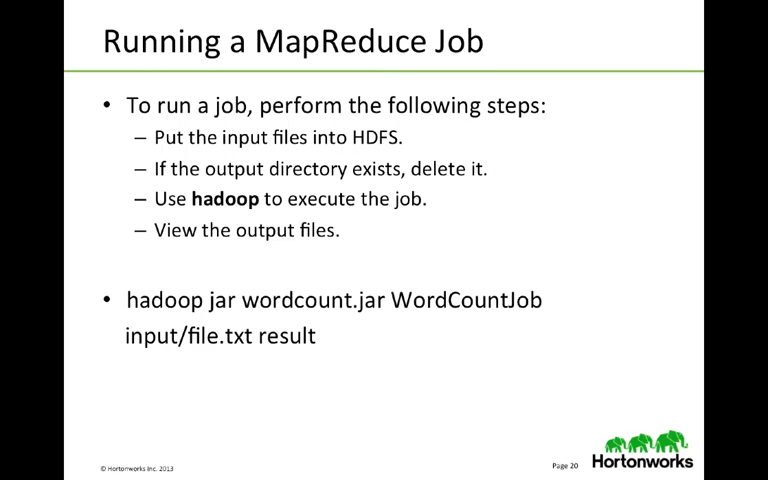 Running a MapReduce Job
• To run a job, perform the following steps:
– Put the input files into HDFS.
– If the output directory exists, delete it.
– Use hadoop to execute the job.
– View the output files.
• hadoop jar wordcount.jar WordCountJob
input/file.txt result
© Hortonworks Inc. 2013
Page 20
Hortonworks